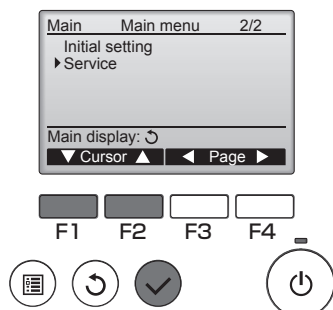 Main Main menu 2/2
Initial setting
Service
Main display:
Cursor Page
F1 F2 F3 F4